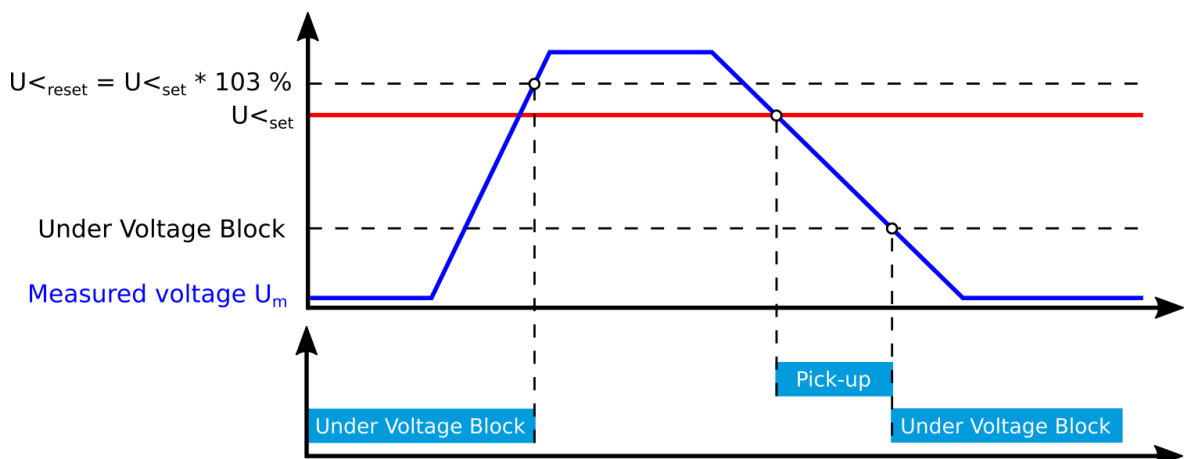 U<reset = U<set * 103 %
U<set
Under Voltage Block
Measured voltage Um
Pick-up
Under Voltage Block
Under Voltage Block